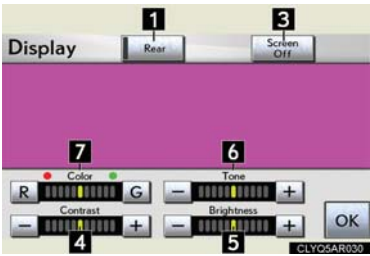 1 3
Display Rear Screen Off
7 6
Color Tone
R G − +
Contrast Brightness
− + − + OK
4 5
CLYQ5AR030